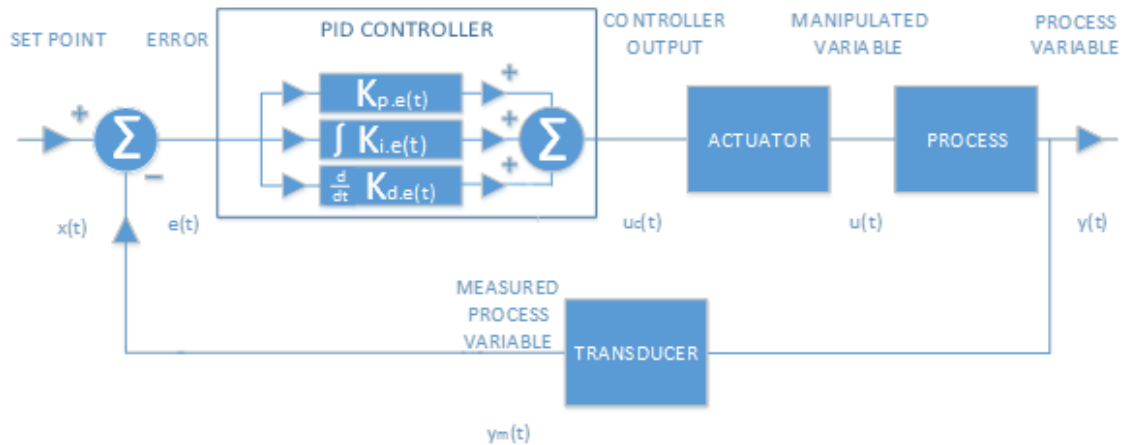 SET POINT
ERROR
PID CONTROLLER
CONTROLLER
OUTPUT
MANIPULATED
VARIABLE
PROCESS
VARIABLE
+
Σ
−
Kp.e(t)
∫ Ki.e(t)
d/dt Kd.e(t)
+
+
+
Σ
ACTUATOR
PROCESS
x(t)
e(t)
uc(t)
u(t)
y(t)
MEASURED
PROCESS
VARIABLE
TRANSDUCER
ym(t)